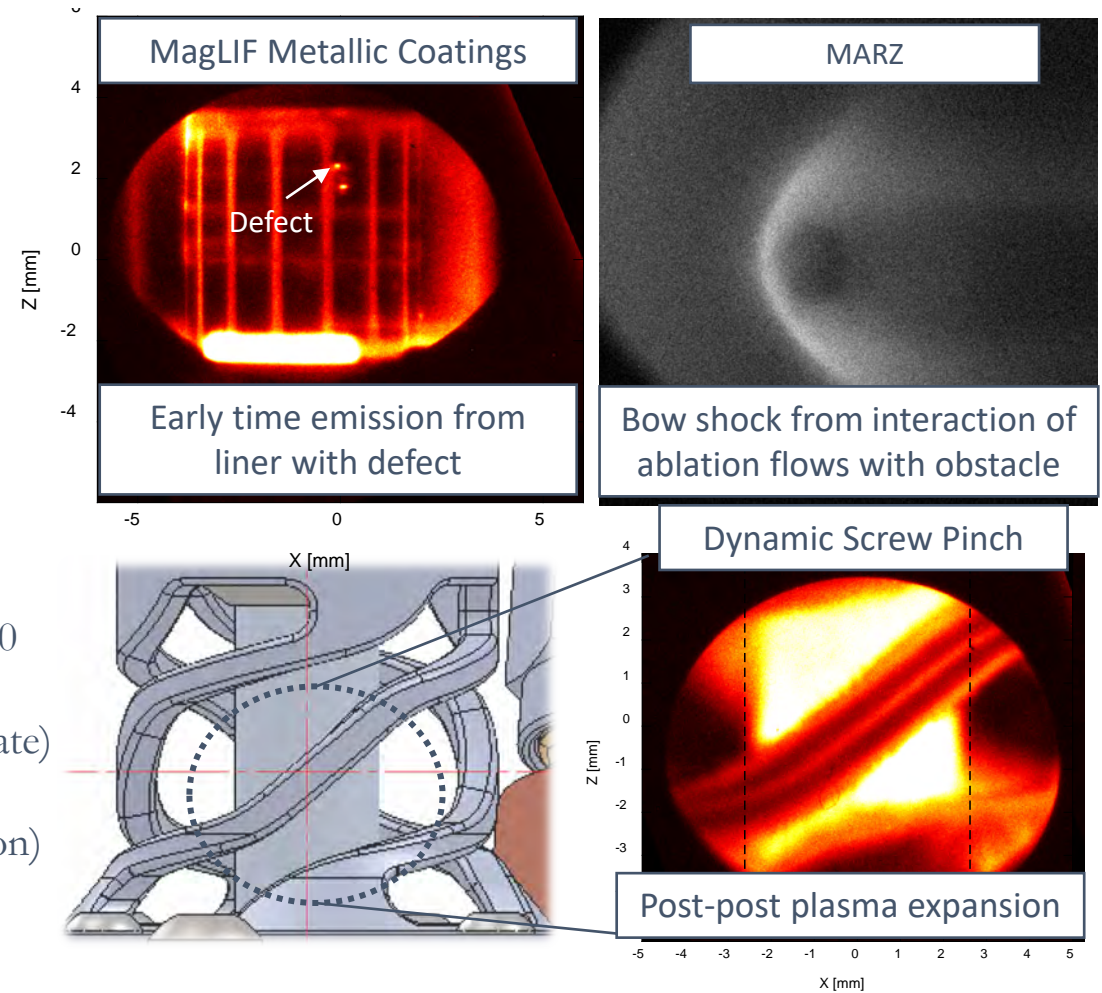 MagLIF Metallic Coatings
4
2
0
-2
-4
Z [mm]
Defect
Early time emission from
liner with defect
-5
0
5
X [mm]
MARZ
Bow shock from interaction of
ablation flows with obstacle
0
ate)
on)
Dynamic Screw Pinch
4
3
2
1
0
-1
-2
-3
Z [mm]
Post-post plasma expansion
-5
-4
-3
-2
-1
0
1
2
3
4
5
X [mm]